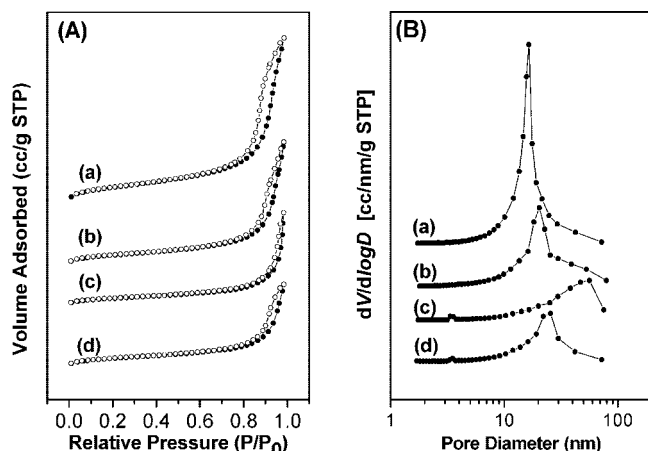 (A)
Volume Adsorbed (cc/g STP)
(a)
(b)
(c)
(d)
0.0 0.2 0.4 0.6 0.8 1.0
Relative Pressure (P/P0)
(B)
dV/dlogD [cc/nm/g STP]
(a)
(b)
(c)
(d)
1 10 100
Pore Diameter (nm)